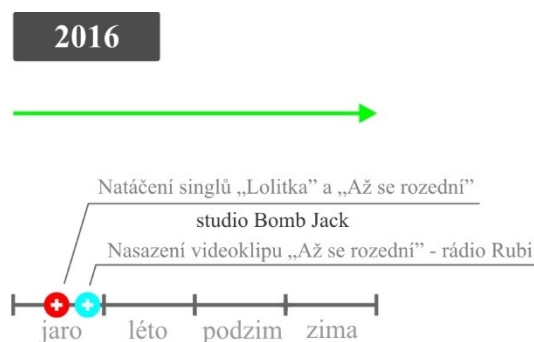 2016
Natáčení singlů „Lolitka” a „Až se rozední”
studio Bomb Jack
Nasazení videoklipu „Až se rozední” - rádio Rubi
jaro léto podzim zima